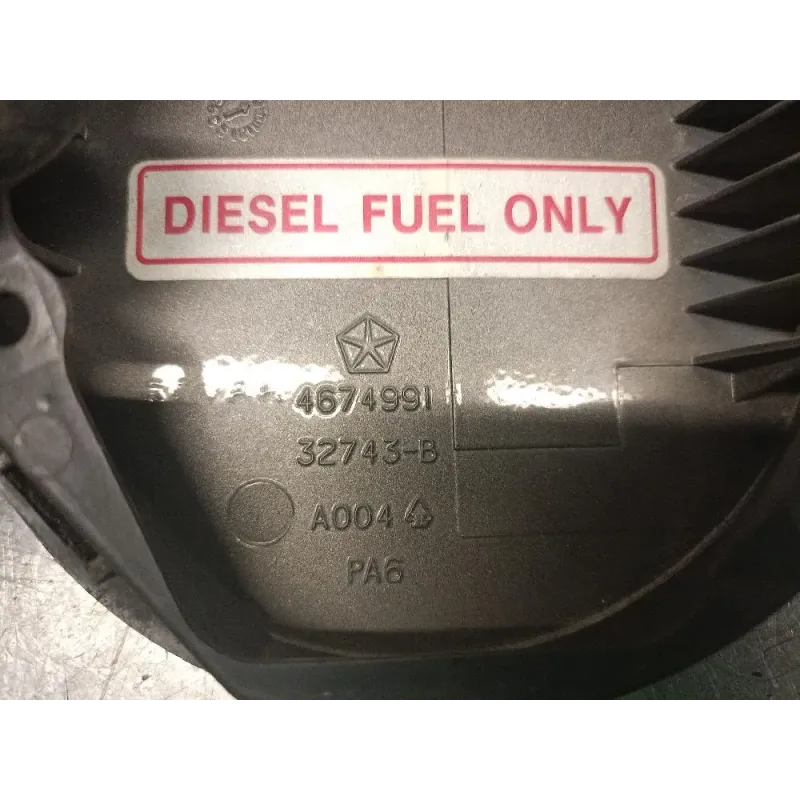 DIESEL FUEL ONLY
4674991
32743-B
A004
PA6